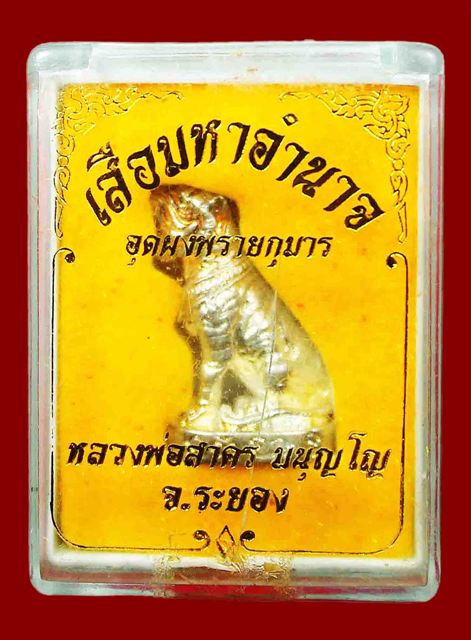 เสือมหาอำนาจ
อุดผงพรายกุมาร
หลวงพ่อสาคร มนุญโญ
จ.ระยอง